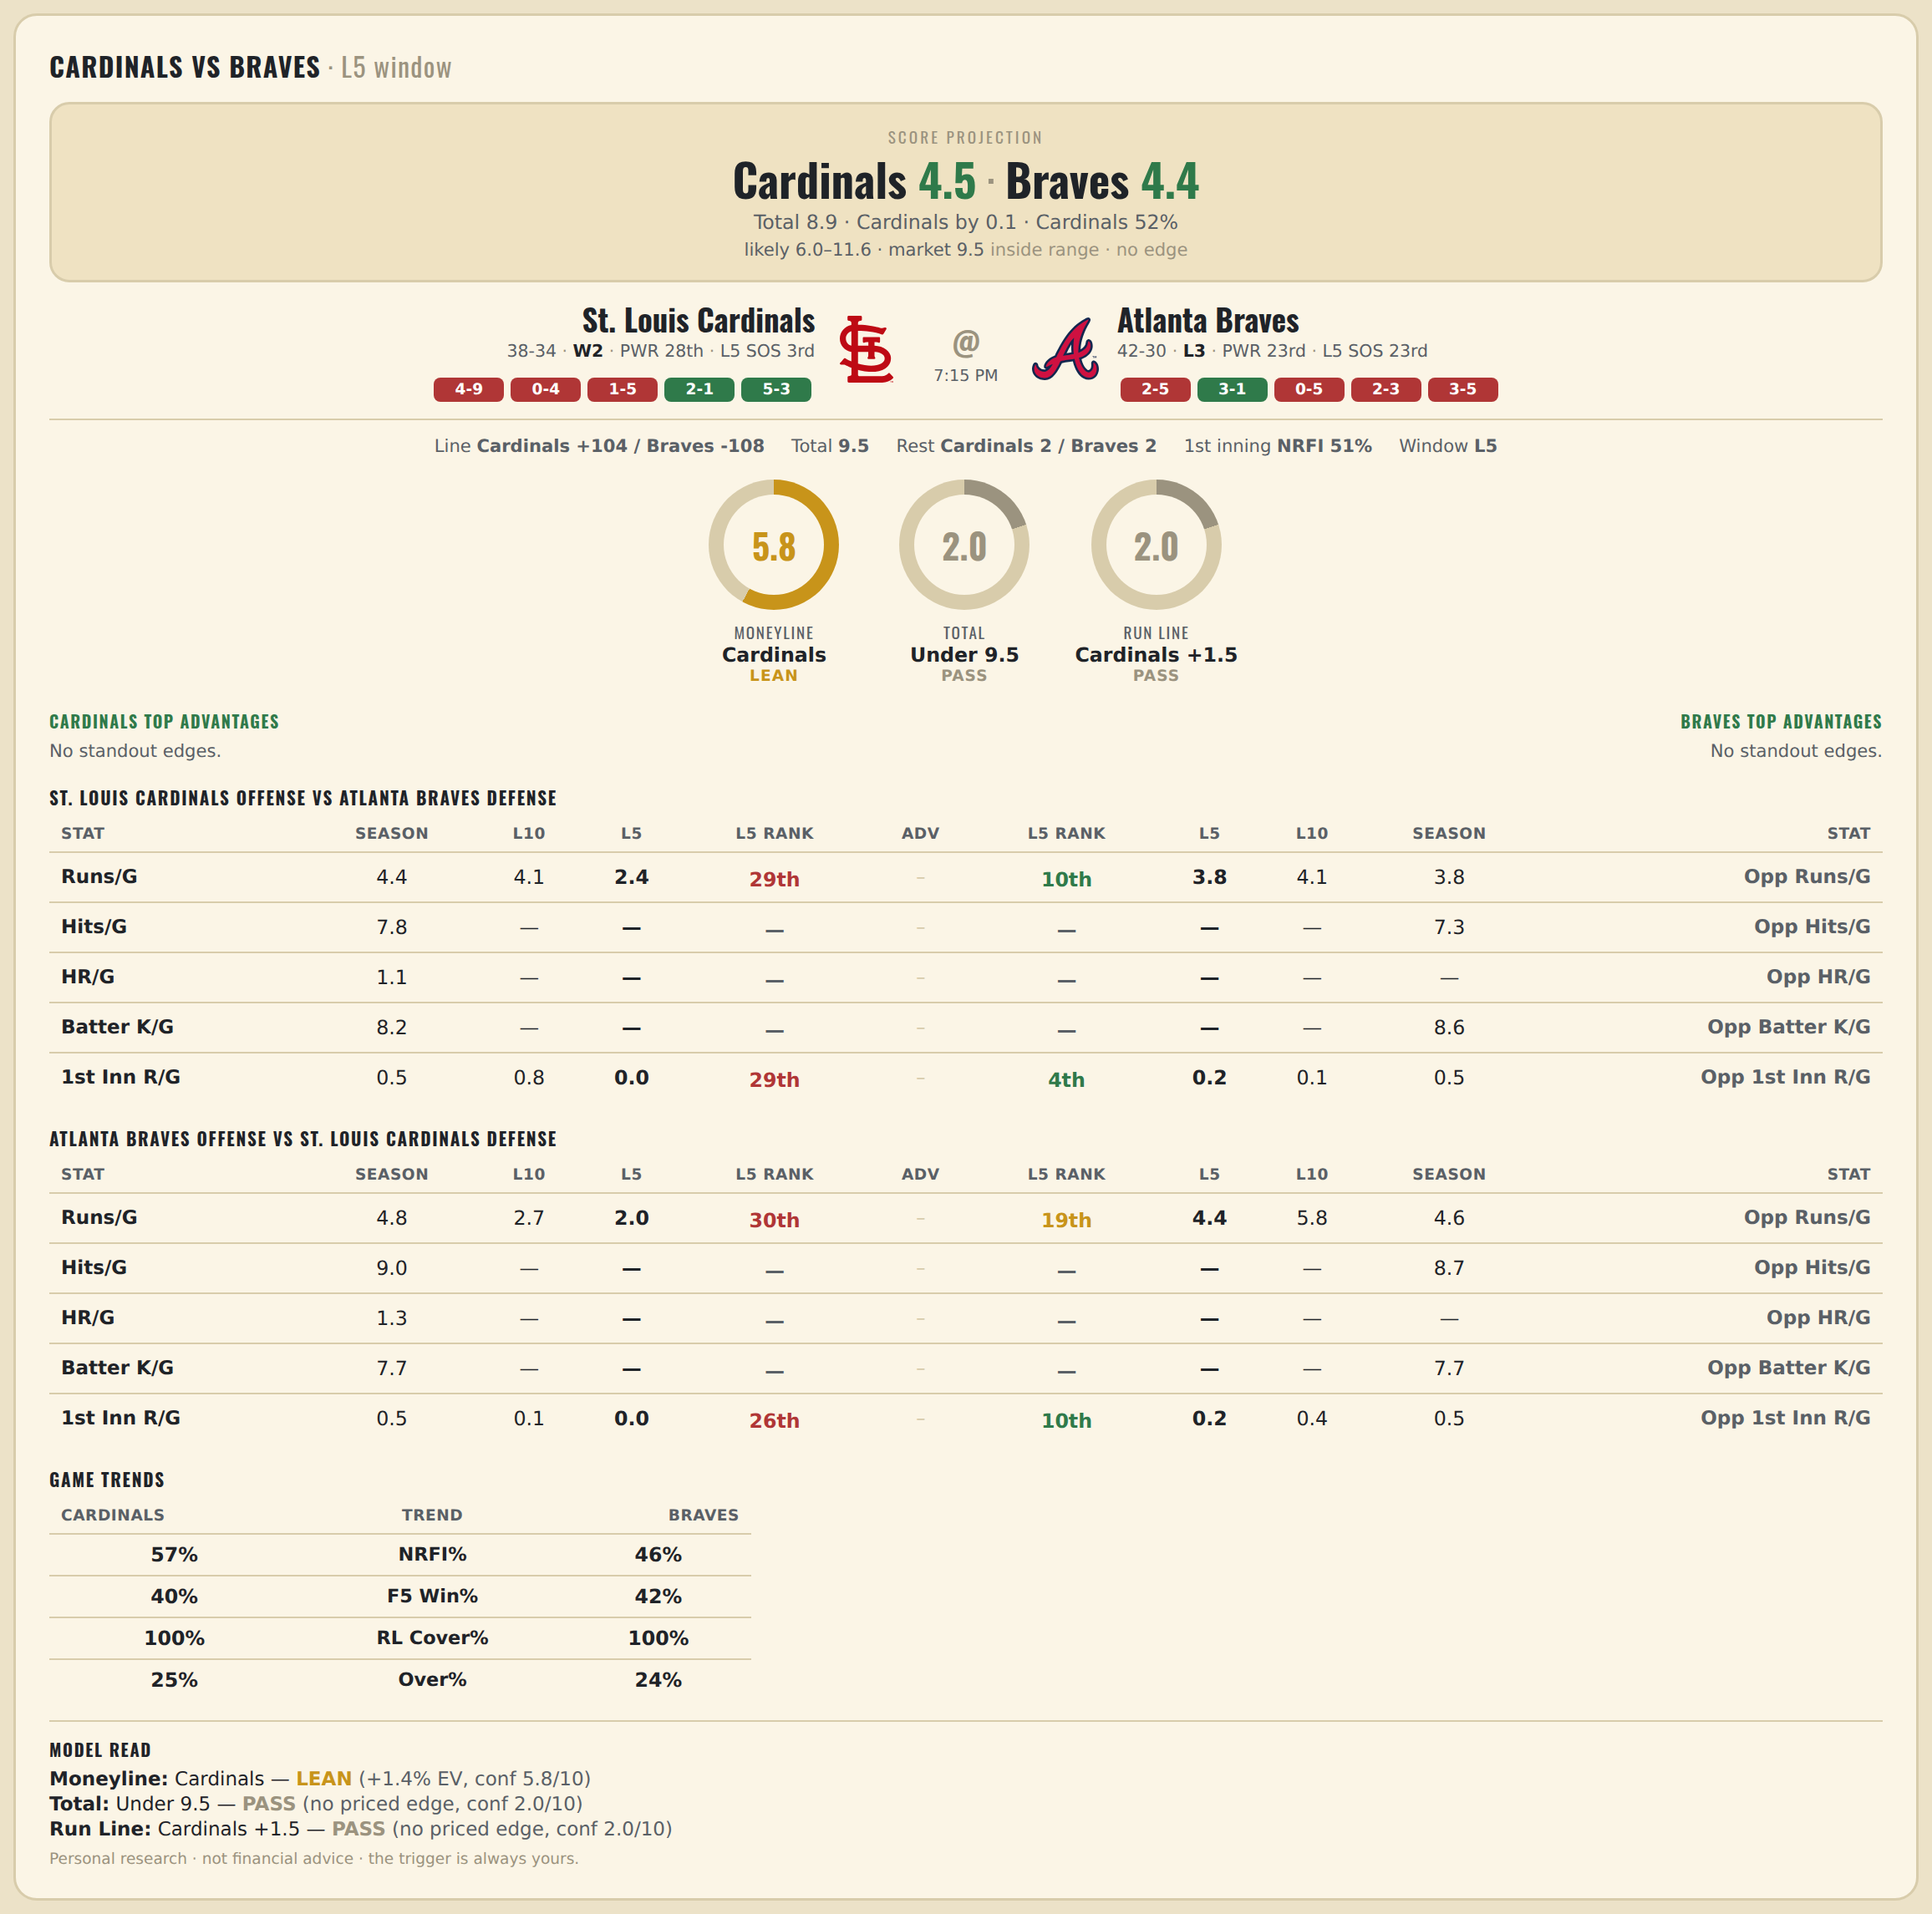 CARDINALS VS BRAVES · L5 window
SCORE PROJECTION
Cardinals 4.5 · Braves 4.4
Total 8.9 · Cardinals by 0.1 · Cardinals 52%
likely 6.0–11.6 · market 9.5 inside range · no edge
St. Louis Cardinals
38-34 · W2 · PWR 28th · L5 SOS 3rd
4-9 0-4 1-5 2-1 5-3
@
7:15 PM
Atlanta Braves
42-30 · L3 · PWR 23rd · L5 SOS 23rd
2-5 3-1 0-5 2-3 3-5
Line Cardinals +104 / Braves -108 Total 9.5 Rest Cardinals 2 / Braves 2 1st inning NRFI 51% Window L5
5.8 2.0 2.0
MONEYLINE TOTAL RUN LINE
Cardinals Under 9.5 Cardinals +1.5
LEAN PASS PASS
CARDINALS TOP ADVANTAGES BRAVES TOP ADVANTAGES
No standout edges. No standout edges.
ST. LOUIS CARDINALS OFFENSE VS ATLANTA BRAVES DEFENSE
STAT SEASON L10 L5 L5 RANK ADV L5 RANK L5 L10 SEASON STAT
Runs/G 4.4 4.1 2.4 29th – 10th 3.8 4.1 3.8 Opp Runs/G
Hits/G 7.8 — — — – — — — 7.3 Opp Hits/G
HR/G 1.1 — — — – — — — — Opp HR/G
Batter K/G 8.2 — — — – — — — 8.6 Opp Batter K/G
1st Inn R/G 0.5 0.8 0.0 29th – 4th 0.2 0.1 0.5 Opp 1st Inn R/G
ATLANTA BRAVES OFFENSE VS ST. LOUIS CARDINALS DEFENSE
STAT SEASON L10 L5 L5 RANK ADV L5 RANK L5 L10 SEASON STAT
Runs/G 4.8 2.7 2.0 30th – 19th 4.4 5.8 4.6 Opp Runs/G
Hits/G 9.0 — — — – — — — 8.7 Opp Hits/G
HR/G 1.3 — — — – — — — — Opp HR/G
Batter K/G 7.7 — — — – — — — 7.7 Opp Batter K/G
1st Inn R/G 0.5 0.1 0.0 26th – 10th 0.2 0.4 0.5 Opp 1st Inn R/G
GAME TRENDS
CARDINALS TREND BRAVES
57% NRFI% 46%
40% F5 Win% 42%
100% RL Cover% 100%
25% Over% 24%
MODEL READ
Moneyline: Cardinals — LEAN (+1.4% EV, conf 5.8/10)
Total: Under 9.5 — PASS (no priced edge, conf 2.0/10)
Run Line: Cardinals +1.5 — PASS (no priced edge, conf 2.0/10)
Personal research · not financial advice · the trigger is always yours.